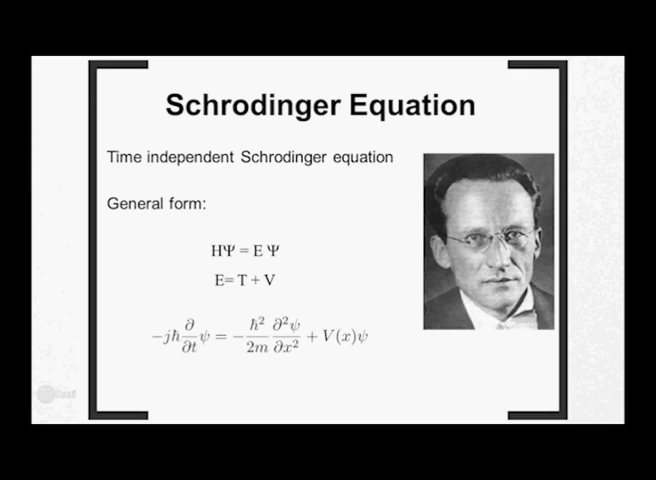 Schrodinger Equation
Time independent Schrodinger equation
General form:
HΨ = E Ψ
E= T + V
−jħ ∂/∂t ψ = − ħ²/2m ∂²ψ/∂x² + V(x)ψ